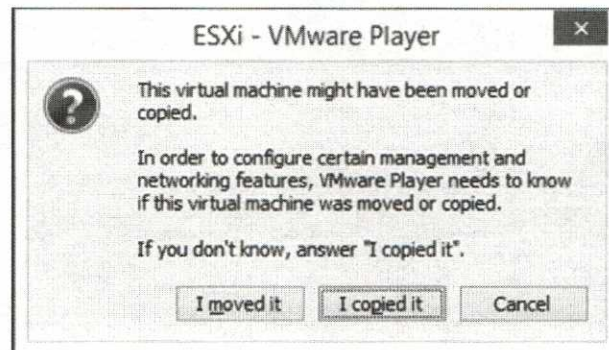 ESXi - VMware Player
This virtual machine might have been moved or
copied.
In order to configure certain management and
networking features, VMware Player needs to know
if this virtual machine was moved or copied.
If you don't know, answer "I copied it".
I moved it I copied it Cancel